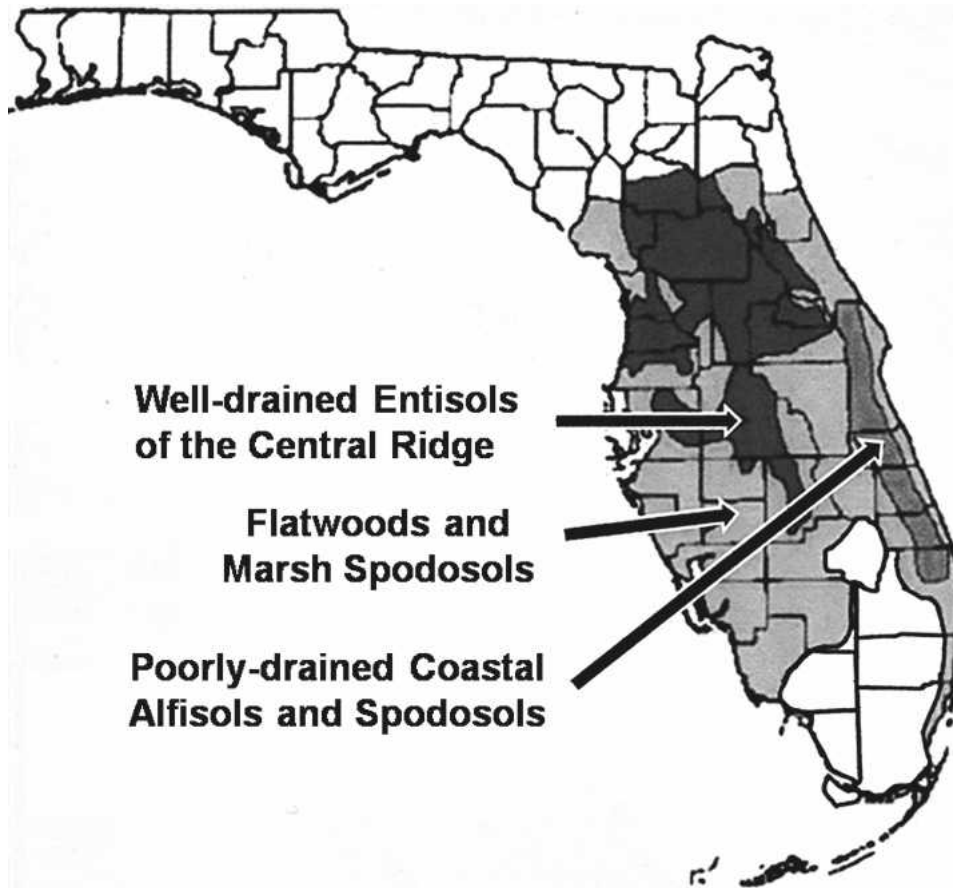 Well-drained Entisols
of the Central Ridge
Flatwoods and
Marsh Spodosols
Poorly-drained Coastal
Alfisols and Spodosols